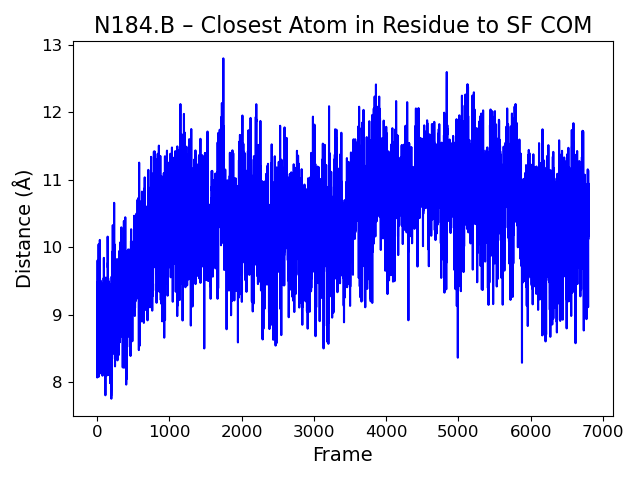 N184.B – Closest Atom in Residue to SF COM
13
12
11
10
9
8
Distance (Å)
0 1000 2000 3000 4000 5000 6000 7000
Frame